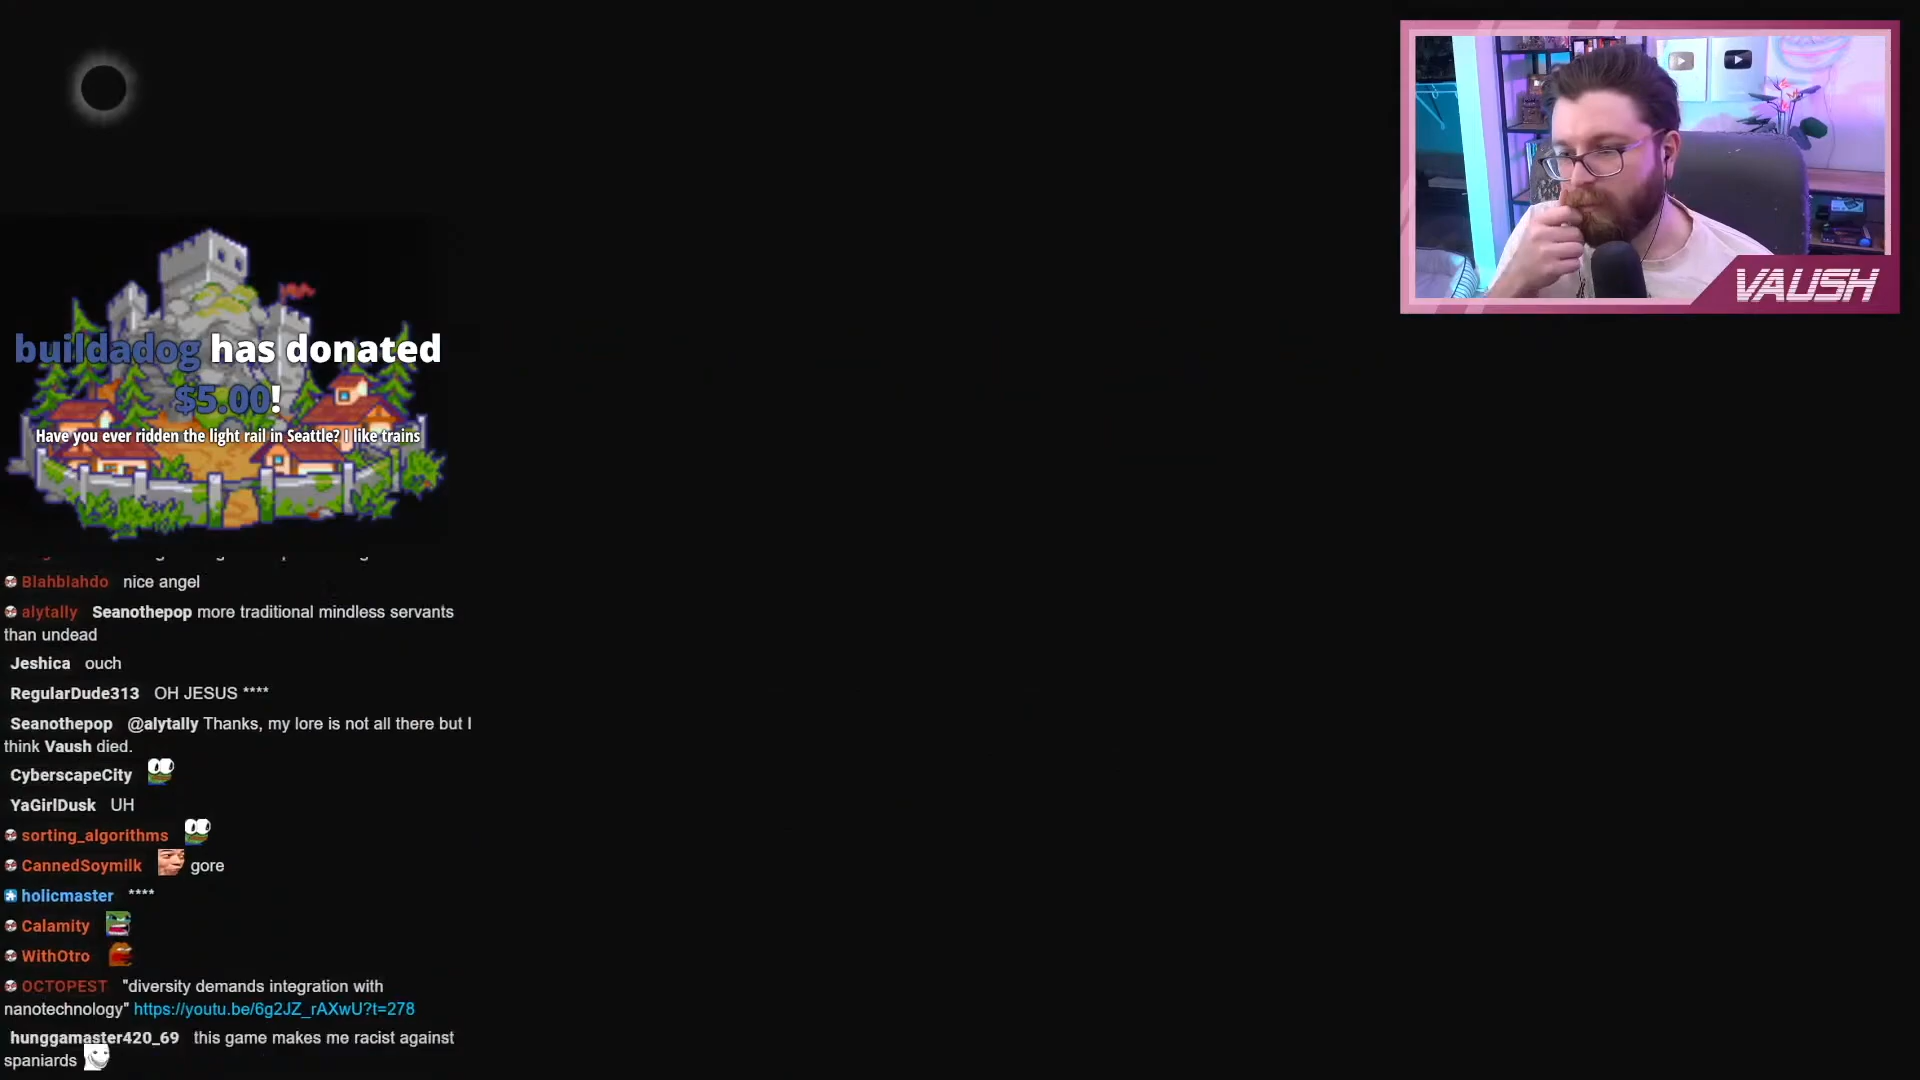 VAUSH
buildadog has donated
$5.00!
Have you ever ridden the light rail in Seattle? I like trains
Blahblahdo nice angel
alytally Seanothepop more traditional mindless servants
than undead
Jeshica ouch
RegularDude313 OH JESUS ****
Seanothepop @alytally Thanks, my lore is not all there but I
think Vaush died.
CyberscapeCity
YaGirlDusk UH
sorting_algorithms
CannedSoymilk gore
holicmaster ****
Calamity
WithOtro
OCTOPEST "diversity demands integration with
nanotechnology" https://youtu.be/6g2JZ_rAXwU?t=278
hunggamaster420_69 this game makes me racist against
spaniards